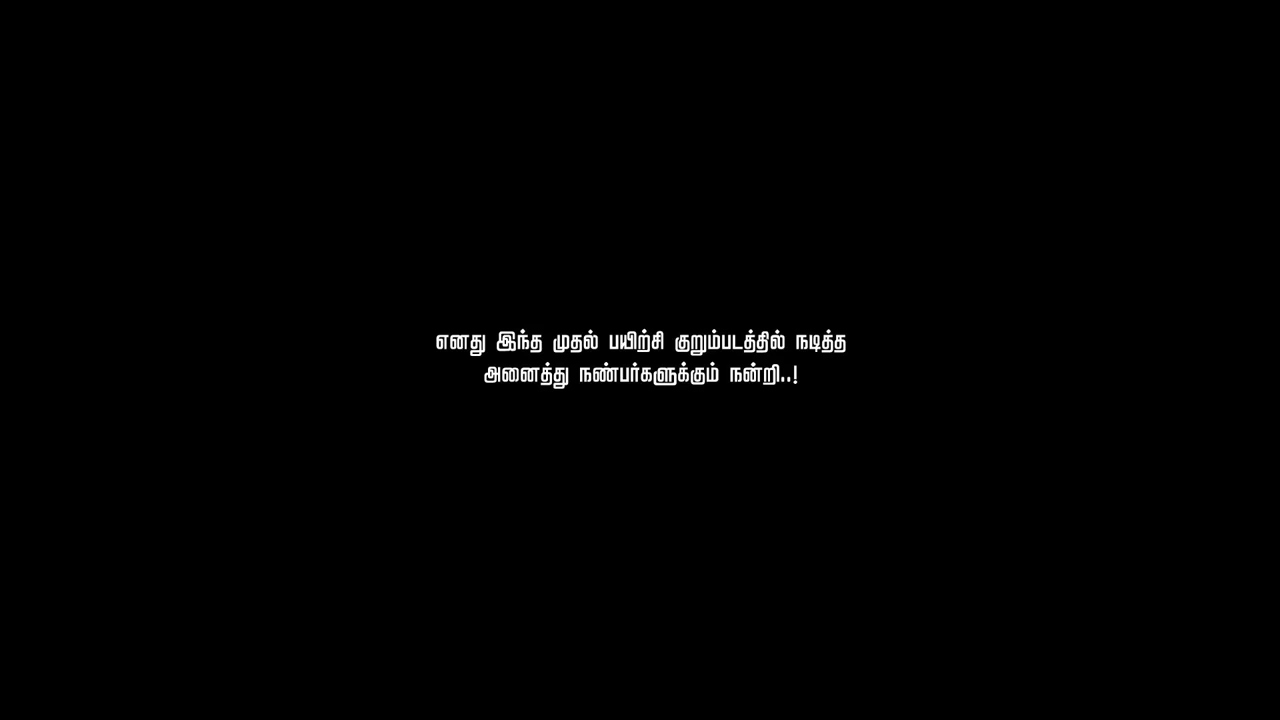 எனது இந்த முதல் பயிற்சி குறும்படத்தில் நடித்த
அனைத்து நண்பர்களுக்கும் நன்றி..!